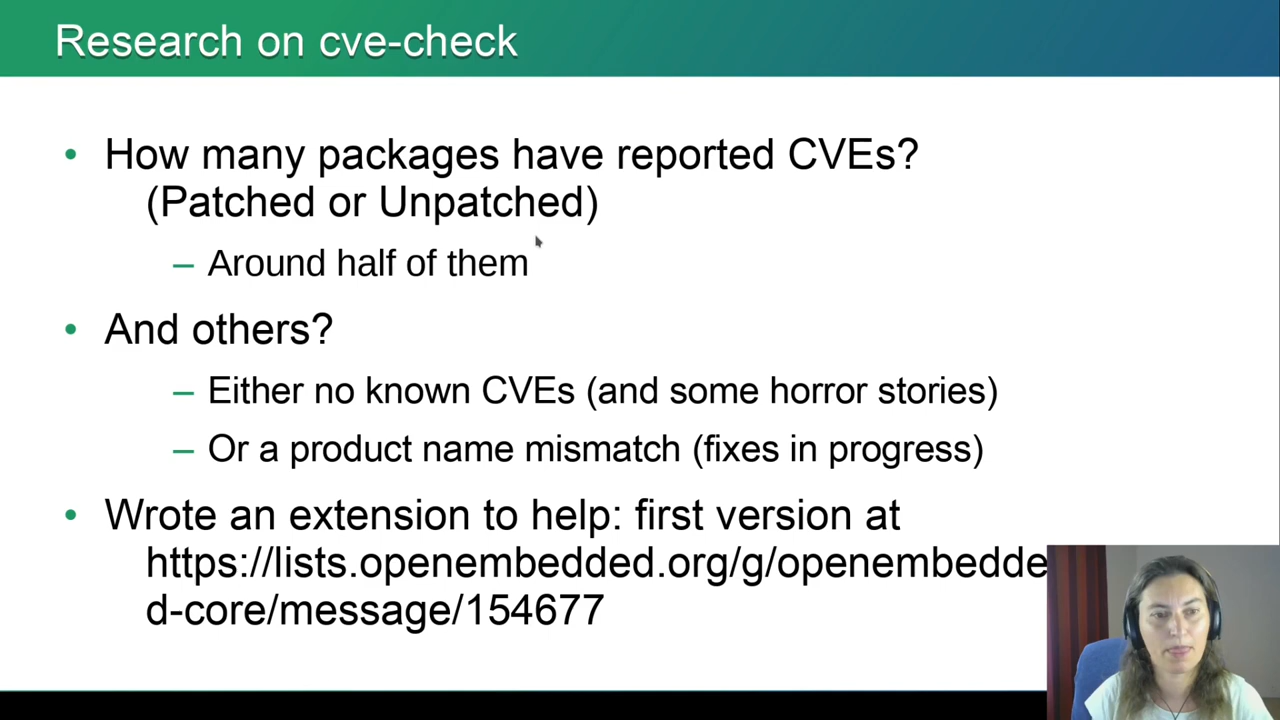 Research on cve-check
• How many packages have reported CVEs?
(Patched or Unpatched)
– Around half of them
• And others?
– Either no known CVEs (and some horror stories)
– Or a product name mismatch (fixes in progress)
• Wrote an extension to help: first version at
https://lists.openembedded.org/g/openembedde
d-core/message/154677